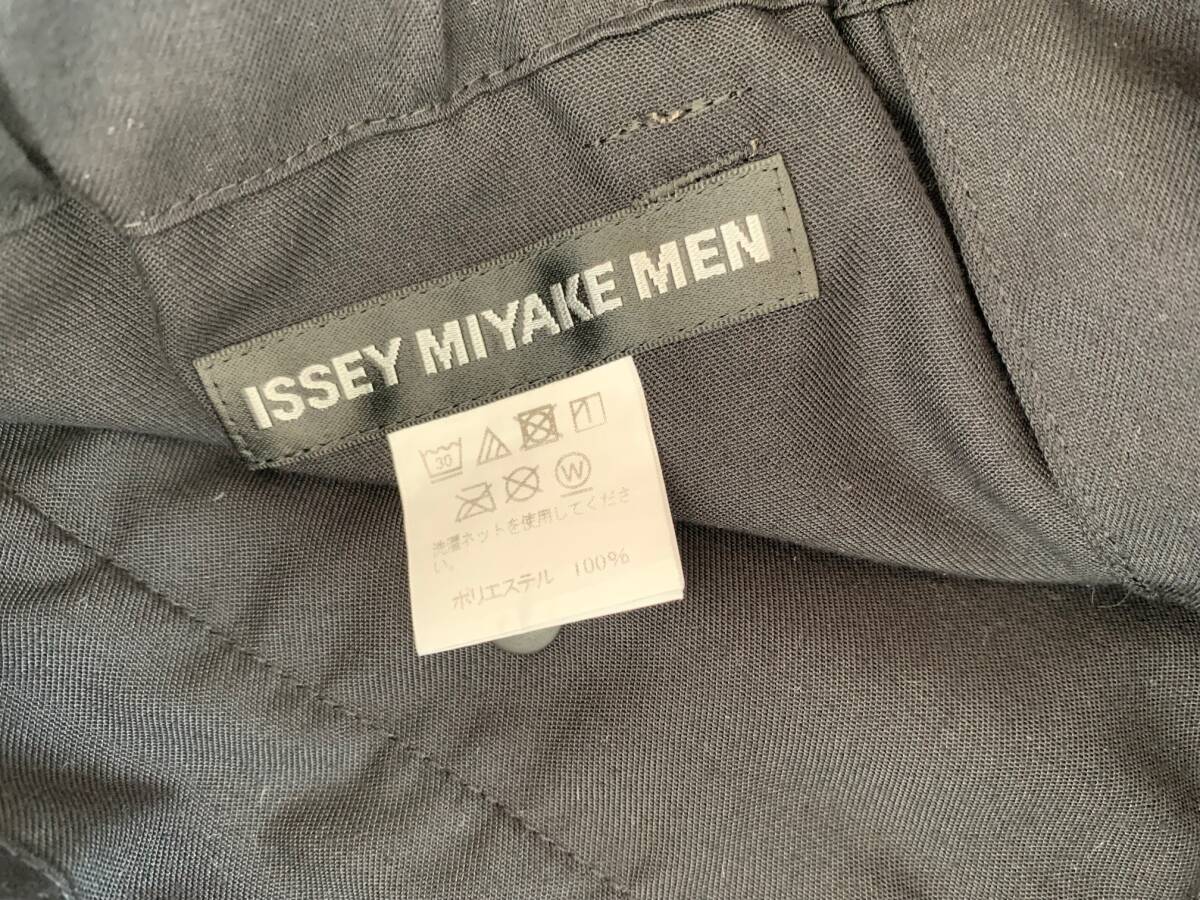 ISSEY MIYAKE MEN
30
W
洗濯ネットを使用してくださ
い。
ポリエステル 100%